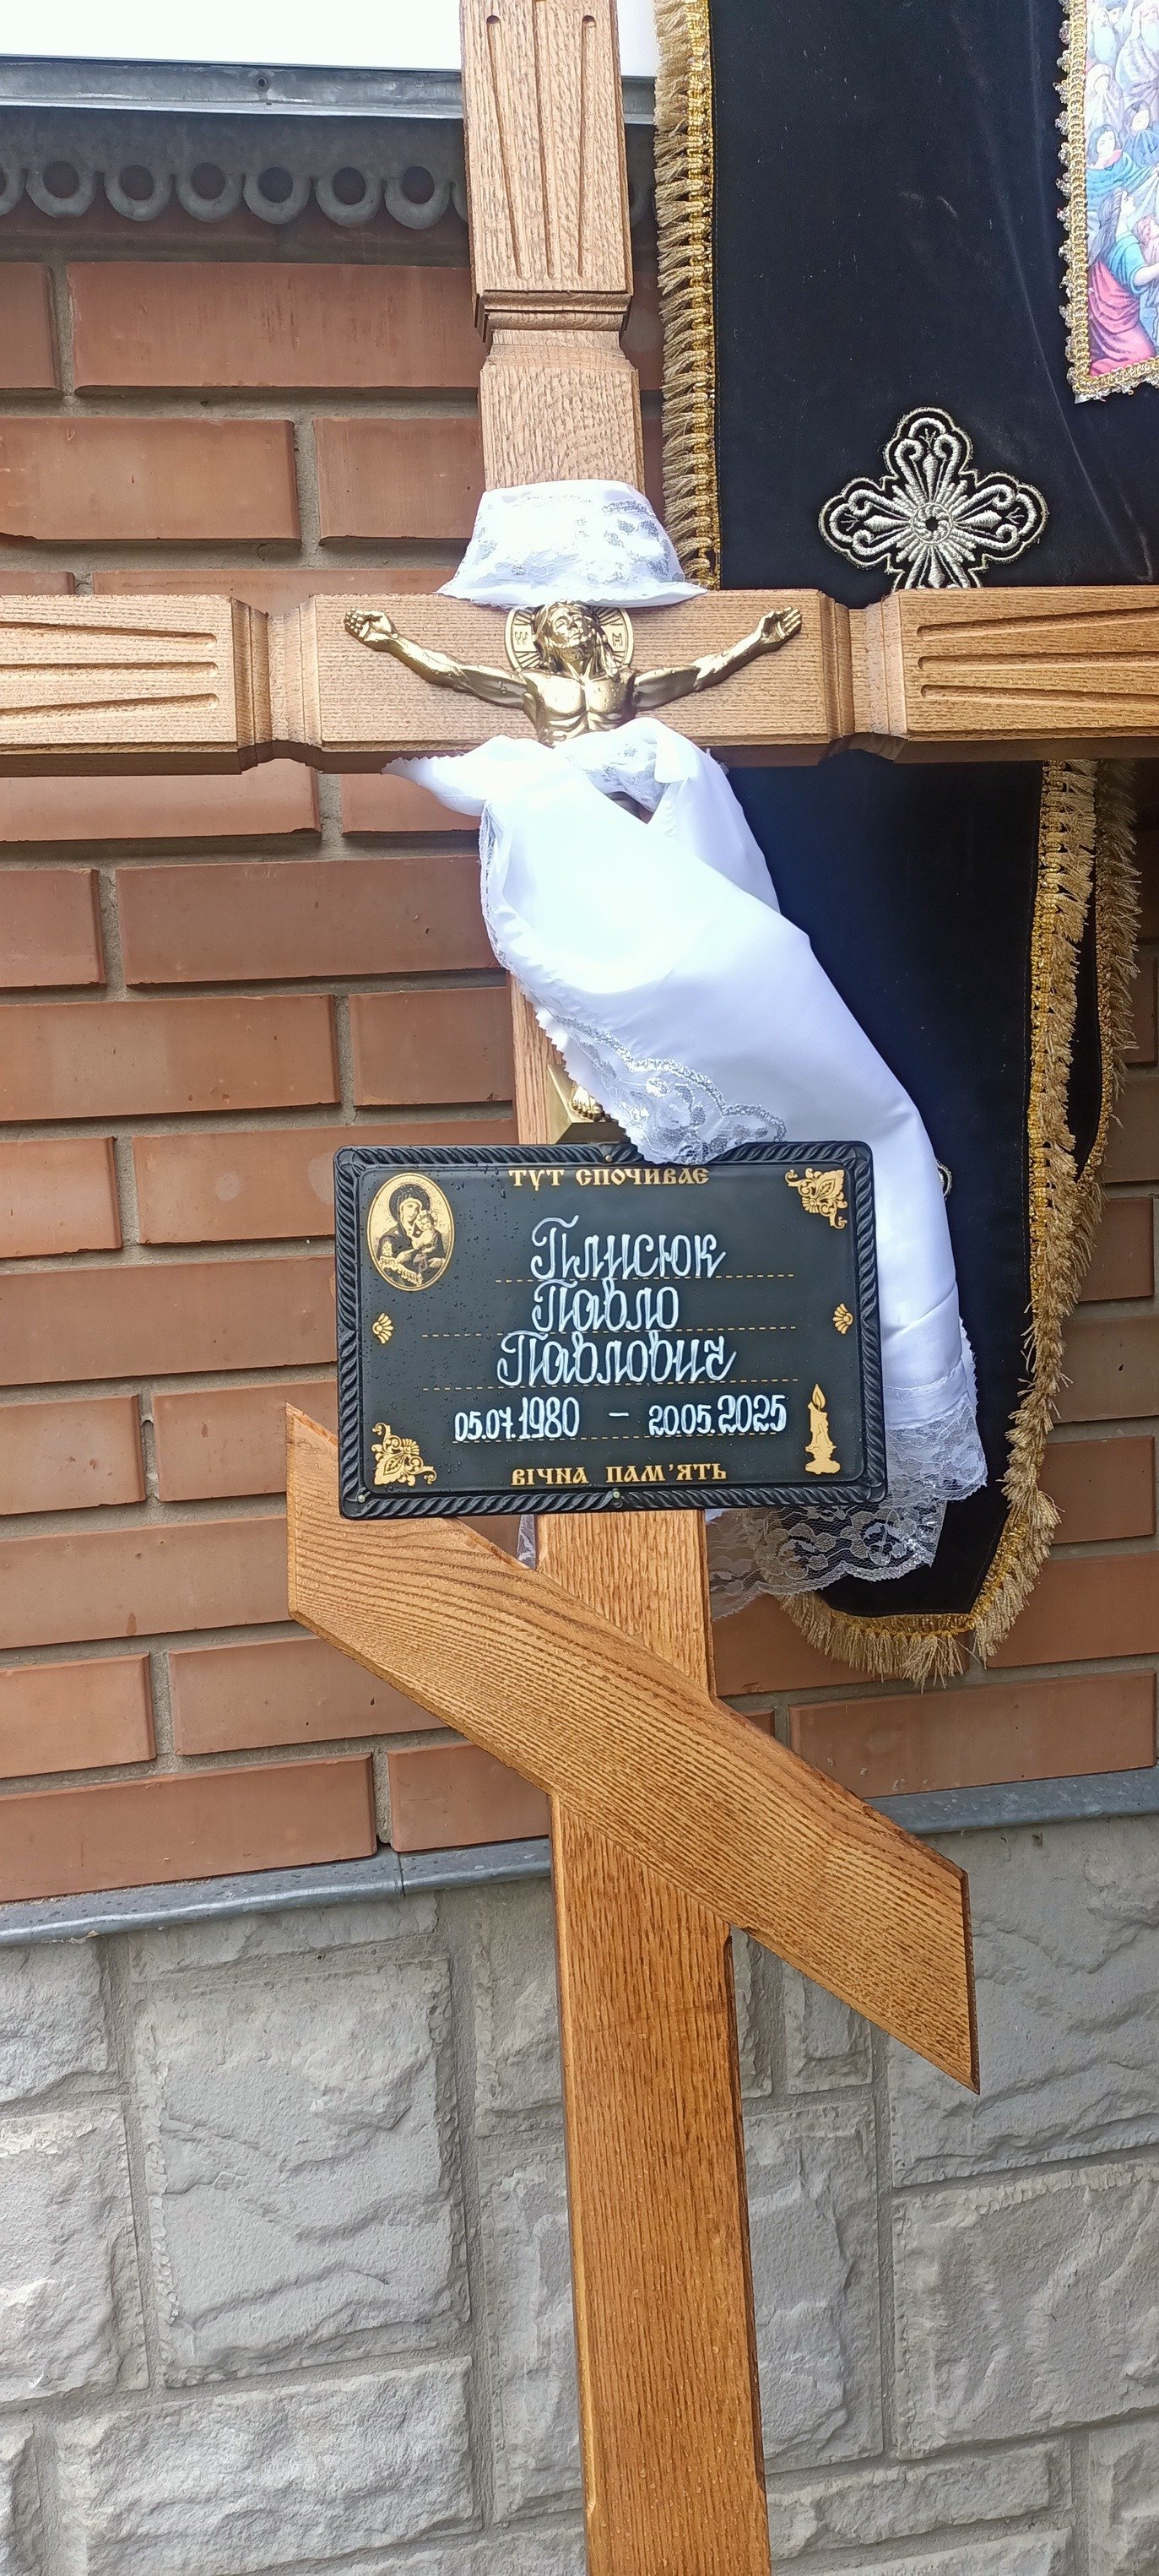 ТУТ СПОЧИВАЄ
Плисюк
Павло
Павлович
05.07.1980 – 20.05.2025
ВІЧНА ПАМ'ЯТЬ